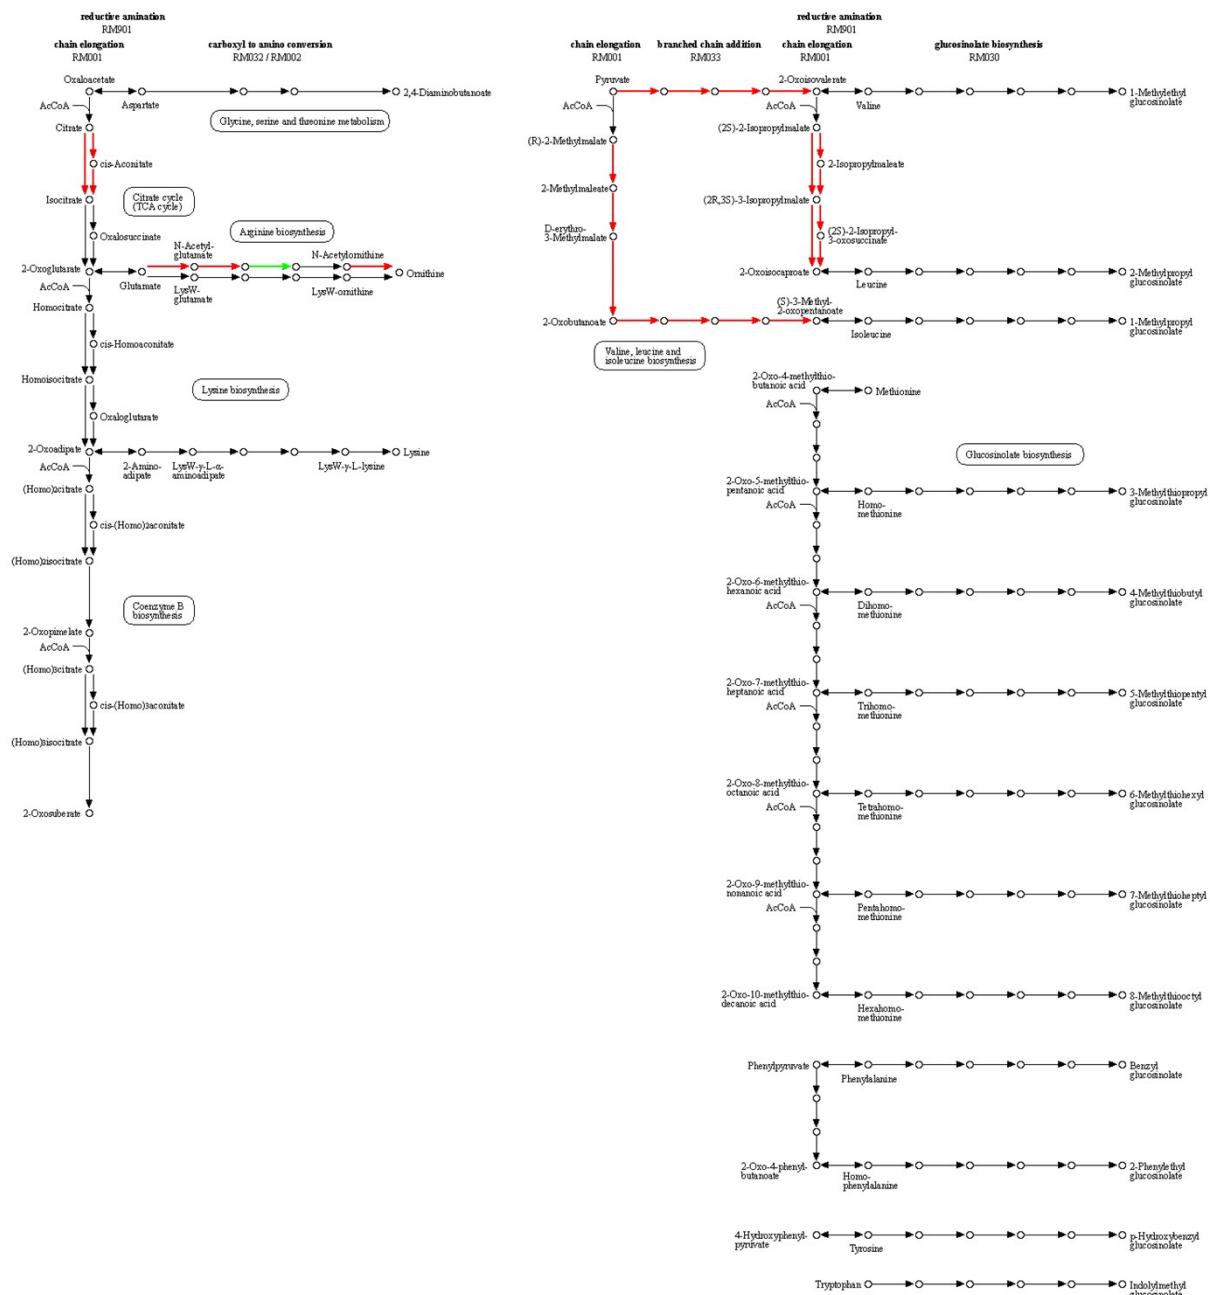 reductive amination
RM901
chain elongation
RM001
carboxyl to amino conversion
RM032 / RM002
Oxaloacetate
AcCoA
Aspartate
2,4-Diaminobutanoate
Glycine, serine and threonine metabolism
Citrate
cis-Aconitate
Isocitrate
Citrate cycle
(TCA cycle)
Oxalosuccinate
Arginine biosynthesis
N-Acetyl-
glutamate
N-Acetylornithine
2-Oxoglutarate
Glutamate
Ornithine
LysW-
glutamate
LysW-ornithine
AcCoA
Homocitrate
cis-Homoaconitate
Homoisocitrate
Lysine biosynthesis
Oxaloglutarate
2-Oxoadipate
Lysine
AcCoA
2-Amino-
adipate
LysW-γ-L-α-
aminoadipate
LysW-γ-L-lysine
(Homo)2citrate
cis-(Homo)2aconitate
(Homo)2isocitrate
Coenzyme B
biosynthesis
2-Oxopimelate
AcCoA
(Homo)3citrate
cis-(Homo)3aconitate
(Homo)3isocitrate
2-Oxosuberate
reductive amination
RM901
chain elongation
RM001
branched chain addition
RM033
chain elongation
RM001
glucosinolate biosynthesis
RM030
Pyruvate
2-Oxoisovalerate
AcCoA
AcCoA
Valine
1-Methylethyl
glucosinolate
(R)-2-Methylmalate
(2S)-2-Isopropylmalate
2-Isopropylmaleate
2-Methylmaleate
(2R,3S)-3-Isopropylmalate
D-erythro-
3-Methylmalate
(2S)-2-Isopropyl-
3-oxosuccinate
2-Oxoisocaproate
Leucine
2-Methylpropyl
glucosinolate
(S)-3-Methyl-
2-oxopentanoate
2-Oxobutanoate
Isoleucine
1-Methylpropyl
glucosinolate
Valine, leucine and
isoleucine biosynthesis
2-Oxo-4-methylthio-
butanoic acid
Methionine
AcCoA
Glucosinolate biosynthesis
2-Oxo-5-methylthio-
pentanoic acid
AcCoA
Homo-
methionine
3-Methylthiopropyl
glucosinolate
2-Oxo-6-methylthio-
hexanoic acid
AcCoA
Dihomo-
methionine
4-Methylthiobutyl
glucosinolate
2-Oxo-7-methylthio-
heptanoic acid
AcCoA
Trihomo-
methionine
5-Methylthiopentyl
glucosinolate
2-Oxo-8-methylthio-
octanoic acid
AcCoA
Tetrahomo-
methionine
6-Methylthiohexyl
glucosinolate
2-Oxo-9-methylthio-
nonanoic acid
AcCoA
Pentahomo-
methionine
7-Methylthioheptyl
glucosinolate
2-Oxo-10-methylthio-
decanoic acid
Hexahomo-
methionine
8-Methylthiooctyl
glucosinolate
Phenylpyruvate
Phenylalanine
Benzyl
glucosinolate
2-Oxo-4-phenyl-
butanoate
Homo-
phenylalanine
2-Phenylethyl
glucosinolate
4-Hydroxyphenyl-
pyruvate
Tyrosine
p-Hydroxybenzyl
glucosinolate
Tryptophan
Indolylmethyl
glucosinolate